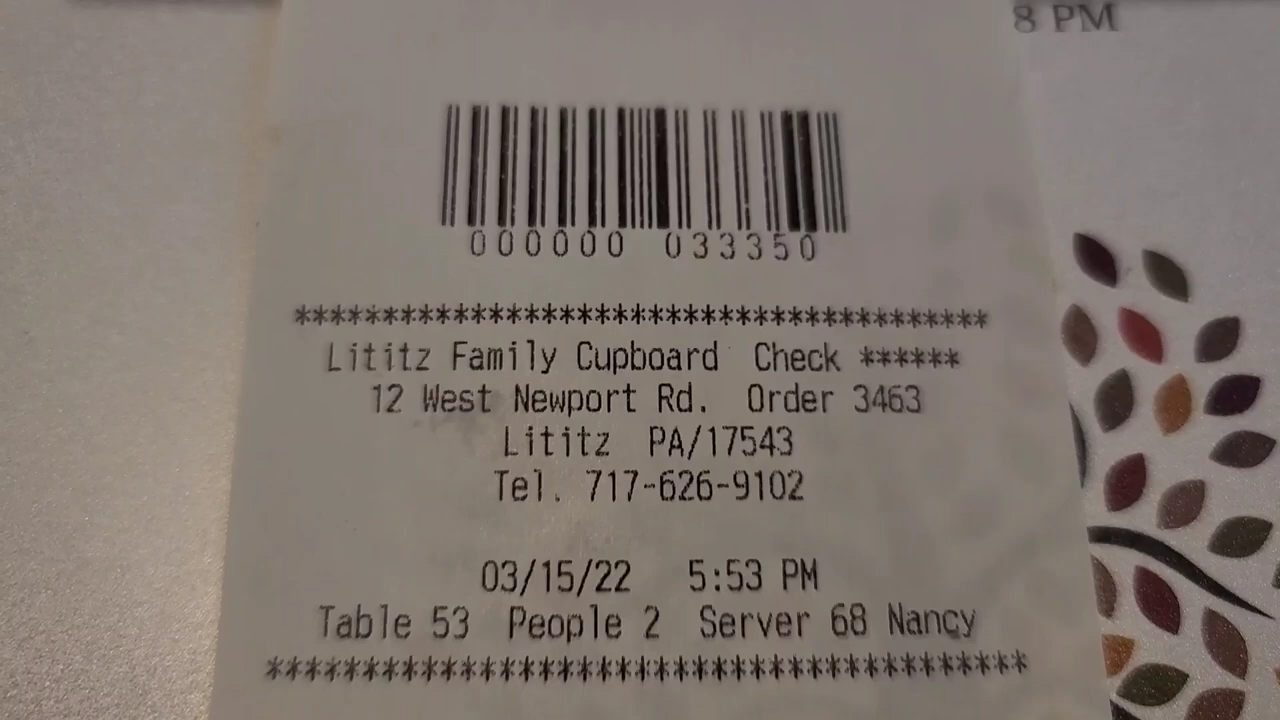 8 PM
000000 033350
***************************************
Lititz Family Cupboard Check ******
12 West Newport Rd. Order 3463
Lititz PA/17543
Tel. 717-626-9102
03/15/22 5:53 PM
Table 53 People 2 Server 68 Nancy
***************************************